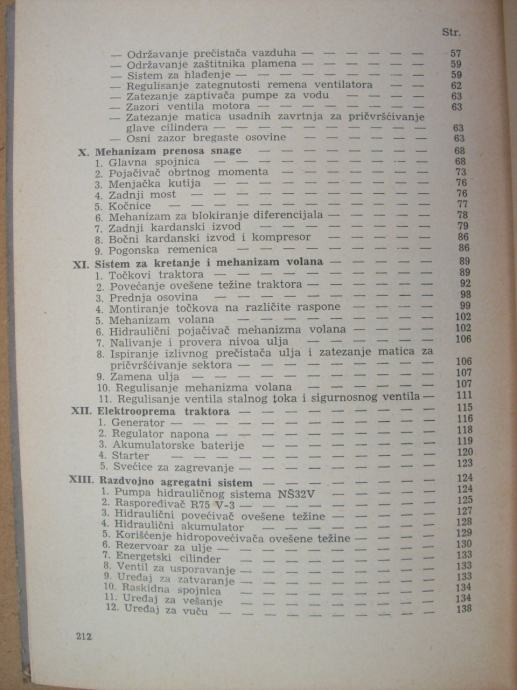 Str.
— Održavanje prečistača vazduha — — — — — — 57
— Održavanje zaštitnika plamena — — — — — — 59
— Sistem za hlađenje — — — — — — — — 59
— Regulisanje zategnutosti remena ventilatora — — 62
— Zatezanje zaptivača pumpe za vodu — — — — 63
— Zazori ventila motora — — — — — — — 63
— Zatezanje matica usadnih zavrtnja za pričvršćivanje
glave cilindera — — — — — — — — 63
— Osni zazor bregaste osovine — — — — — — 63
X. Mehanizam prenosa snage — — — — — — — 68
1. Glavna spojnica — — — — — — — — — 68
2. Pojačivač obrtnog momenta — — — — — — 73
3. Menjačka kutija — — — — — — — — — 76
4. Zadnji most — — — — — — — — — — 76
5. Kočnice — — — — — — — — — — — 77
6. Mehanizam za blokiranje diferencijala — — — — 78
7. Zadnji kardanski izvod — — — — — — — 79
8. Bočni kardanski izvod i kompresor — — — — — 86
9. Pogonska remenica — — — — — — — — 86
XI. Sistem za kretanje i mehanizam volana — — — — 89
1. Točkovi traktora — — — — — — — — — 89
2. Povećanje ovešene težine traktora — — — — — 92
3. Prednja osovina — — — — — — — — — 98
4. Montiranje točkova na različite raspone — — — — 99
5. Mehanizam volana — — — — — — — — 102
6. Hidraulični pojačivač mehanizma volana — — — — 102
7. Nalivanje i provera nivoa ulja — — — — — — 106
8. Ispiranje izlivnog prečistača ulja i zatezanje matica za
pričvršćivanje sektora — — — — — — — 106
9. Zamena ulja — — — — — — — — — — 107
10. Regulisanje mehanizma volana — — — — — — 107
11. Regulisanje ventila stalnog toka i sigurnosnog ventila — 111
XII. Elektrooprema traktora — — — — — — — — 115
1. Generator — — — — — — — — — — 116
2. Regulator napona — — — — — — — — — 118
3. Akumulatorske baterije — — — — — — — 119
4. Starter — — — — — — — — — — — 120
5. Svećice za zagrevanje — — — — — — — — 123
XIII. Razdvojno agregatni sistem — — — — — — — 124
1. Pumpa hidrauličnog sistema NŠ32V — — — — — 124
2. Raspoređivač R75 V-3 — — — — — — — — 125
3. Hidraulični povećivač ovešene težine — — — — — 127
4. Hidraulični akumulator — — — — — — — 128
5. Korišćenje hidropovećivača ovešene težine — — — 129
6. Rezervoar za ulje — — — — — — — — — 130
7. Energetski cilinder — — — — — — — — 133
8. Ventil za usporavanje — — — — — — — — 133
9. Uređaj za zatvaranje — — — — — — — — 133
10. Raskidna spojnica — — — — — — — — — 134
11. Uređaj za vešanje — — — — — — — — — 134
12. Uređaj za vuču — — — — — — — — — 138
212